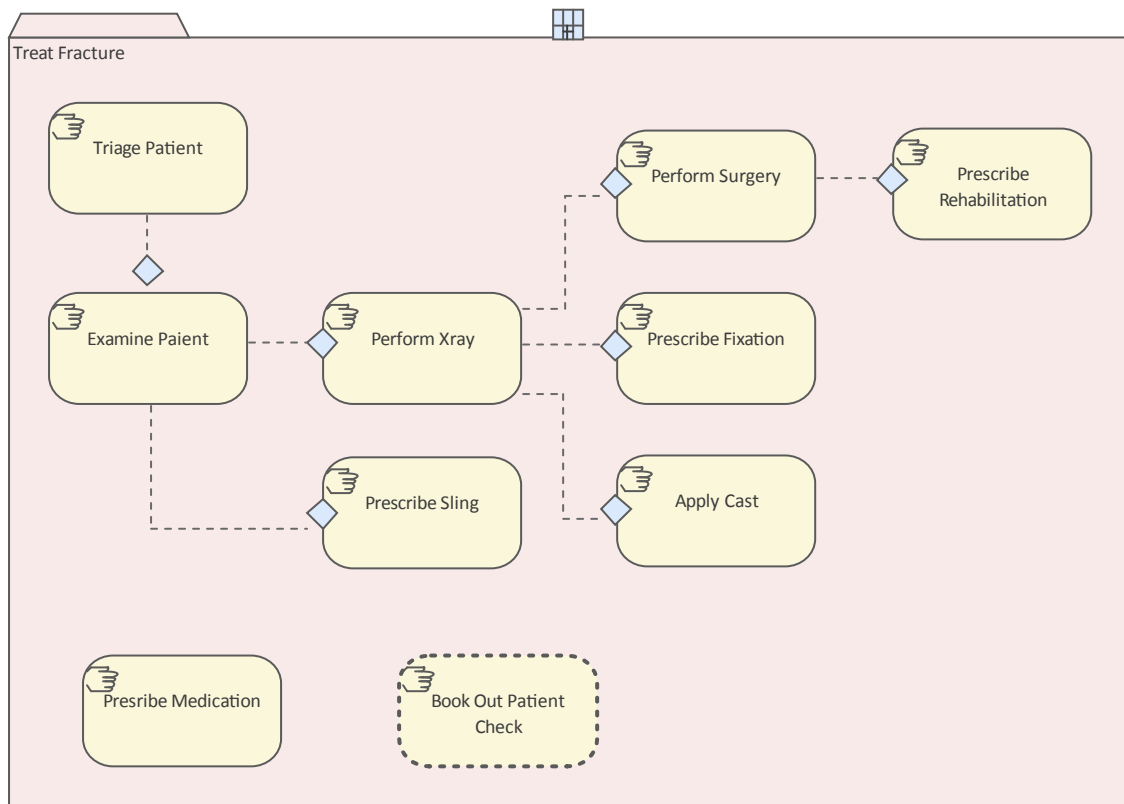 Treat Fracture
Triage Patient
Perform Surgery
Prescribe
Rehabilitation
Examine Paient
Perform Xray
Prescribe Fixation
Prescribe Sling
Apply Cast
Presribe Medication
Book Out Patient
Check